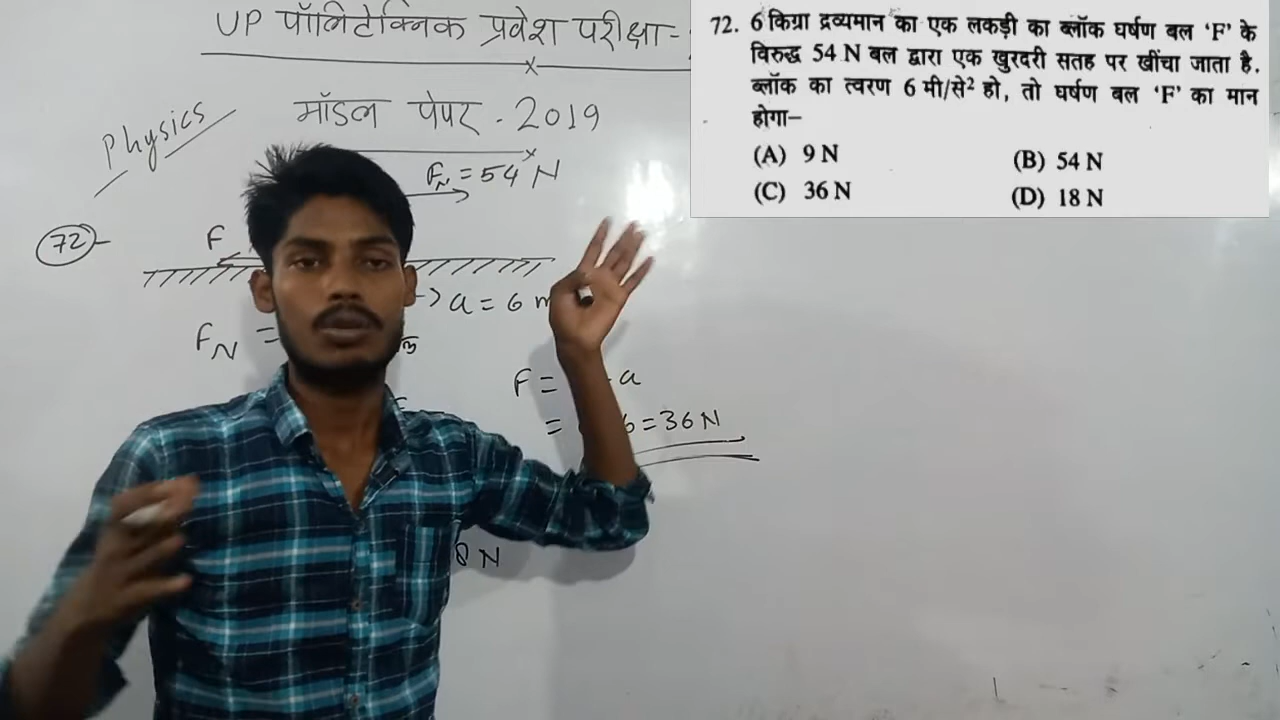 UP पॉलिटेक्निक प्रवेश परीक्षा-
मॉडल पेपर - 2019
Physics
72-
F_N = 54 N
F
a = 6 m
F_N =
F = a
= 6 = 36 N
8 N
72. 6 किग्रा द्रव्यमान का एक लकड़ी का ब्लॉक घर्षण बल 'F' के
विरुद्ध 54 N बल द्वारा एक खुरदरी सतह पर खींचा जाता है.
ब्लॉक का त्वरण 6 मी/से² हो, तो घर्षण बल 'F' का मान
होगा–
(A) 9 N (B) 54 N
(C) 36 N (D) 18 N